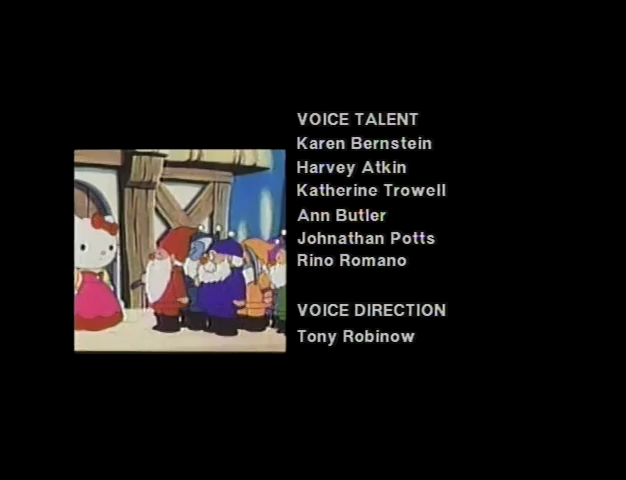 VOICE TALENT
Karen Bernstein
Harvey Atkin
Katherine Trowell
Ann Butler
Johnathan Potts
Rino Romano
VOICE DIRECTION
Tony Robinow